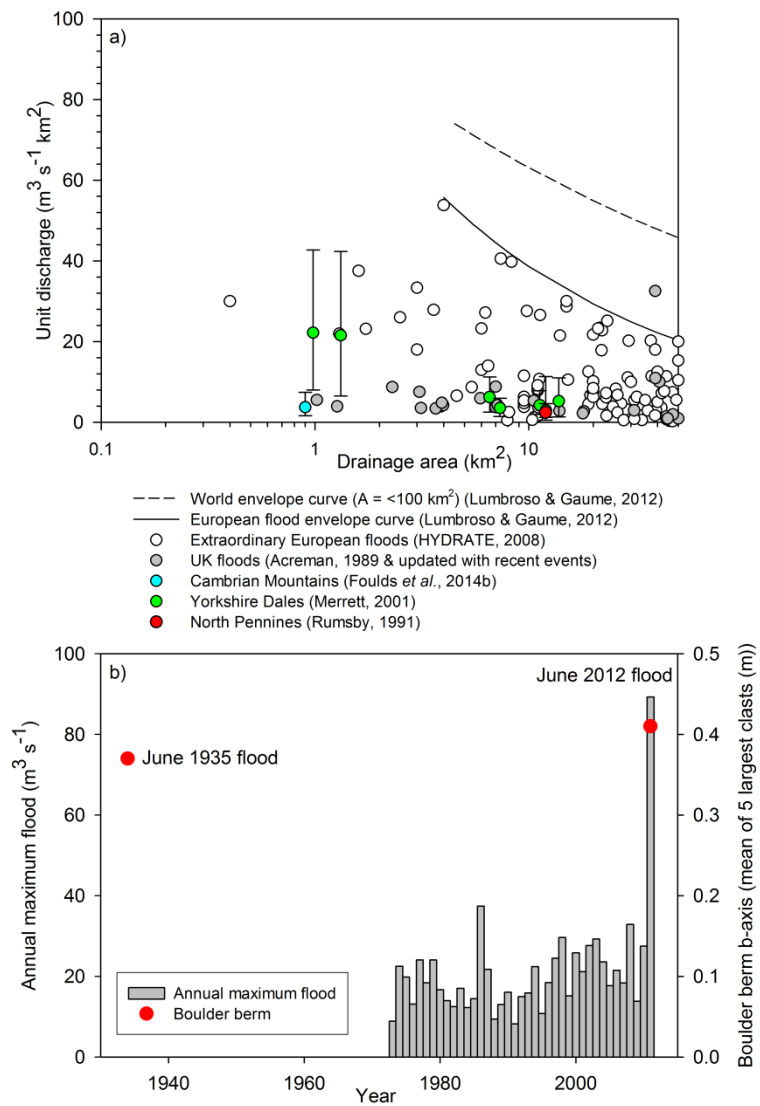 a)
100
80
60
40
20
0
Unit discharge (m³ s⁻¹ km²)
0.1
1
10
Drainage area (km²)
World envelope curve (A = <100 km²) (Lumbroso & Gaume, 2012)
European flood envelope curve (Lumbroso & Gaume, 2012)
Extraordinary European floods (HYDRATE, 2008)
UK floods (Acreman, 1989 & updated with recent events)
Cambrian Mountains (Foulds et al., 2014b)
Yorkshire Dales (Merrett, 2001)
North Pennines (Rumsby, 1991)
b)
June 2012 flood
June 1935 flood
100
80
60
40
20
0
Annual maximum flood (m³ s⁻¹)
0.5
0.4
0.3
0.2
0.1
0.0
Boulder berm b-axis (mean of 5 largest clasts (m))
Annual maximum flood
Boulder berm
1940
1960
1980
2000
Year